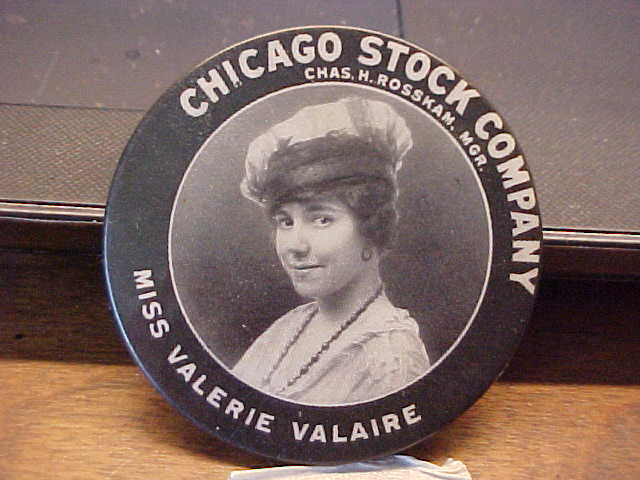 CHICAGO STOCK COMPANY
CHAS. H. ROSSKAM, MGR.
MISS VALERIE VALAIRE